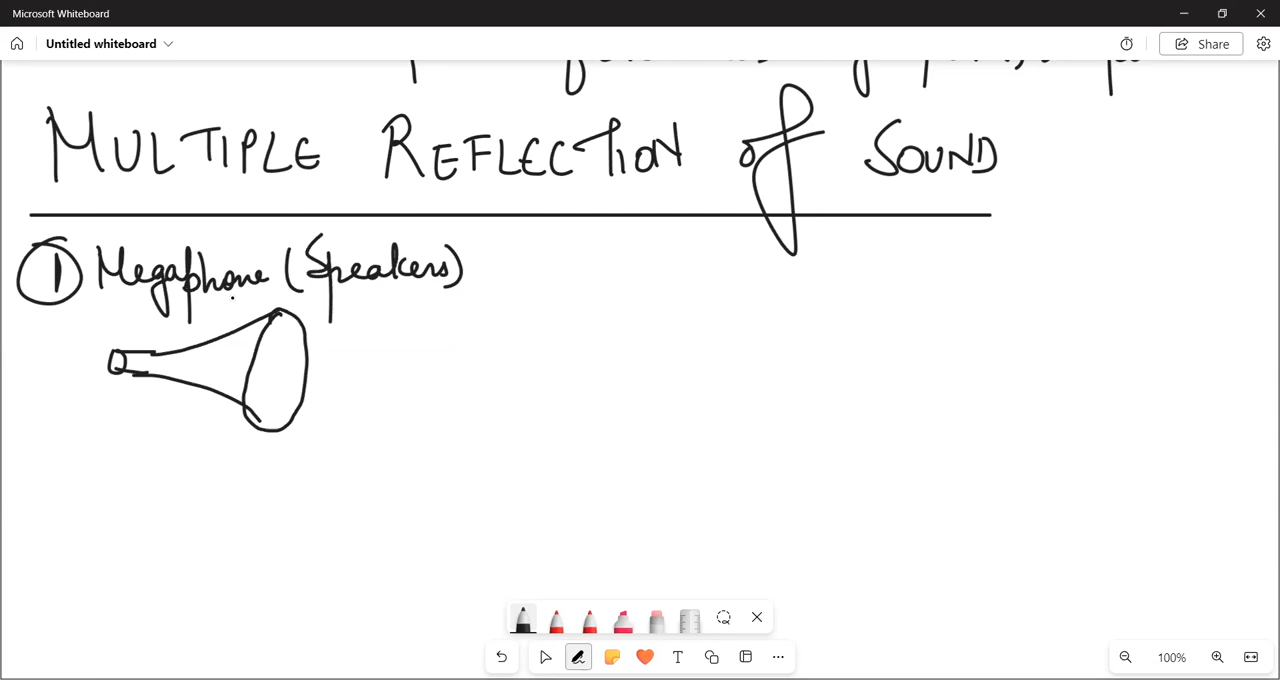 Microsoft Whiteboard
Untitled whiteboard
Share
MULTIPLE REFLECTION of SOUND
① Megaphone (Speakers)
100%